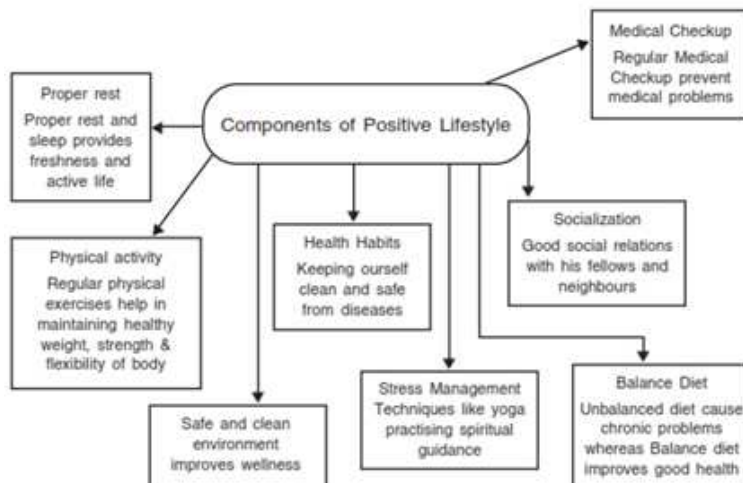 Medical Checkup
Regular Medical
Checkup prevent
medical problems
Proper rest
Proper rest and
sleep provides
freshness and
active life
Components of Positive Lifestyle
Socialization
Good social relations
with his fellows and
neighbours
Health Habits
Keeping ourself
clean and safe
from diseases
Physical activity
Regular physical
exercises help in
maintaining healthy
weight, strength &
flexibility of body
Safe and clean
environment
improves wellness
Stress Management
Techniques like yoga
practising spiritual
guidance
Balance Diet
Unbalanced diet cause
chronic problems
whereas Balance diet
improves good health